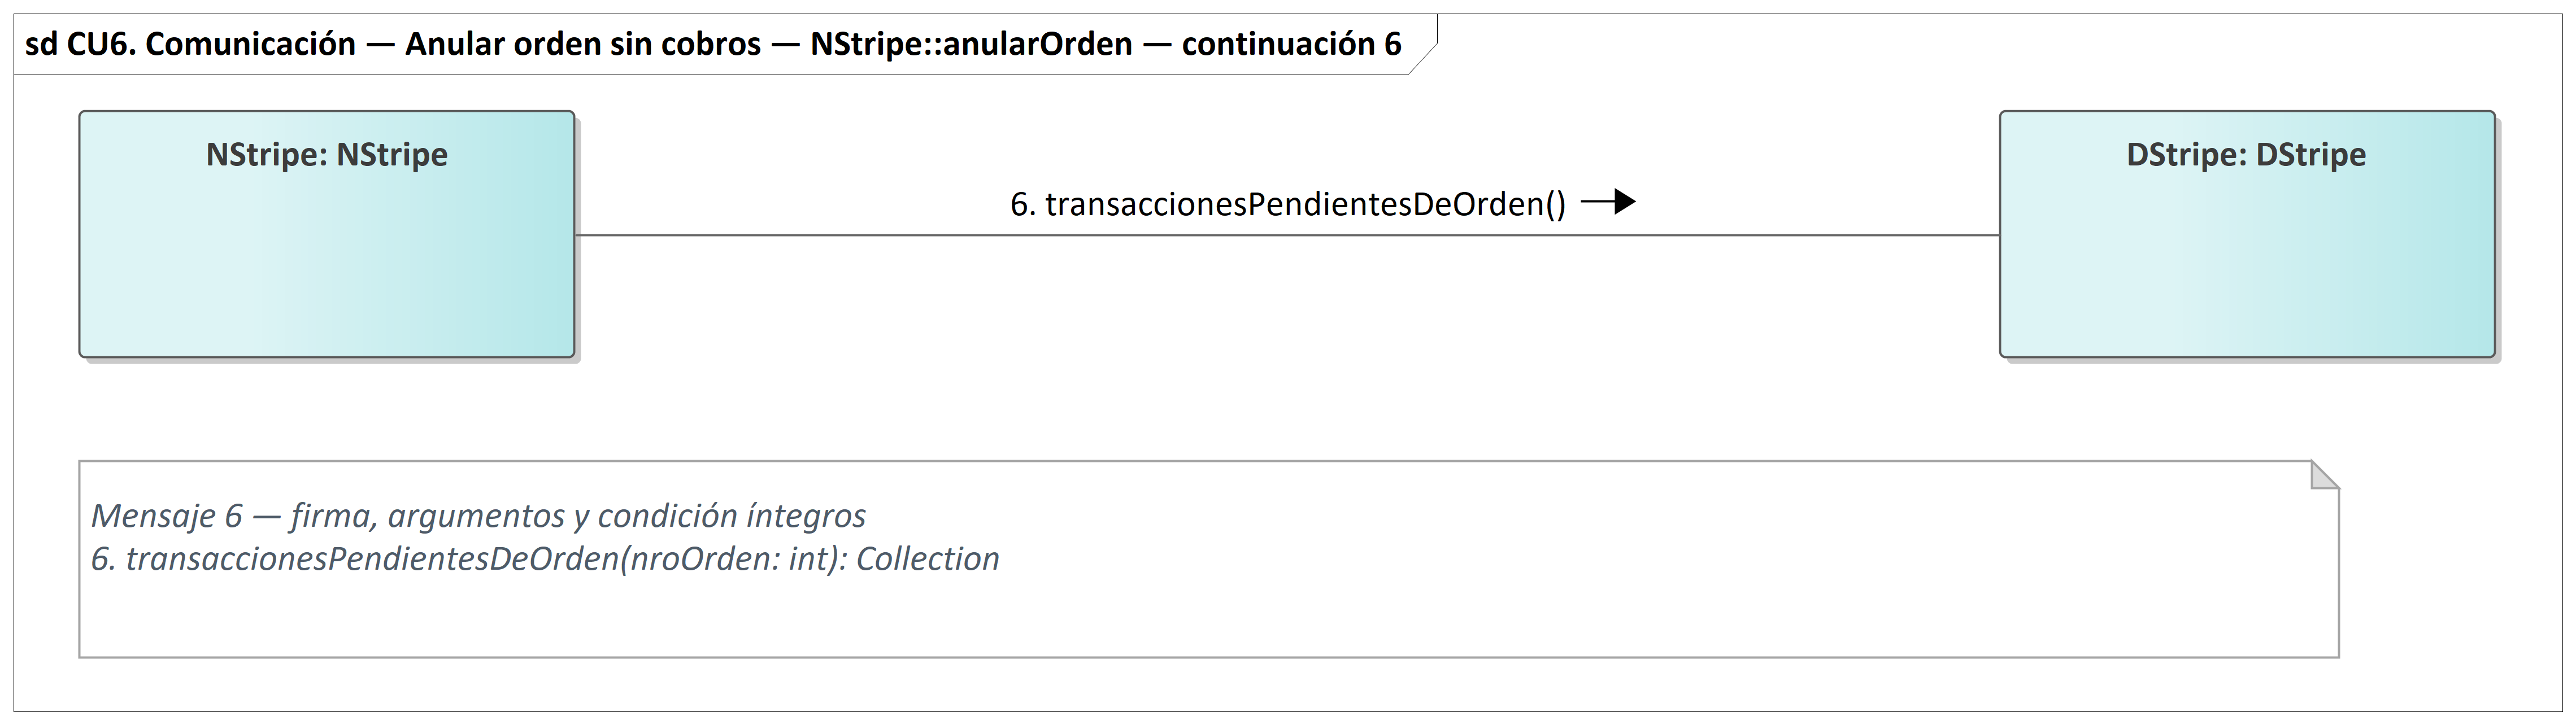 sd CU6. Comunicación — Anular orden sin cobros — NStripe::anularOrden — continuación 6
NStripe: NStripe
DStripe: DStripe
6. transaccionesPendientesDeOrden()
Mensaje 6 — firma, argumentos y condición íntegros
6. transaccionesPendientesDeOrden(nroOrden: int): Collection